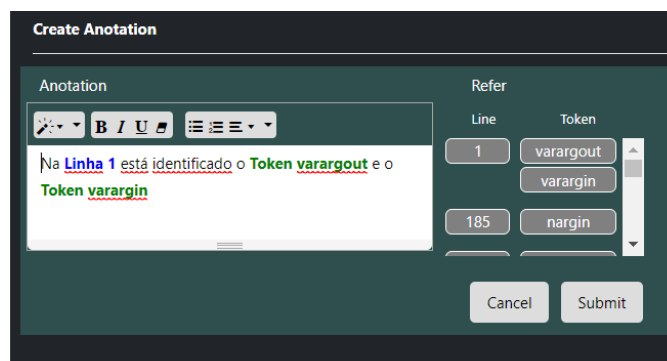 Create Anotation
Anotation
Refer
B I U
Line Token
Na Linha 1 está identificado o Token varargout e o
Token varargin
1 varargout
varargin
185 nargin
Cancel Submit